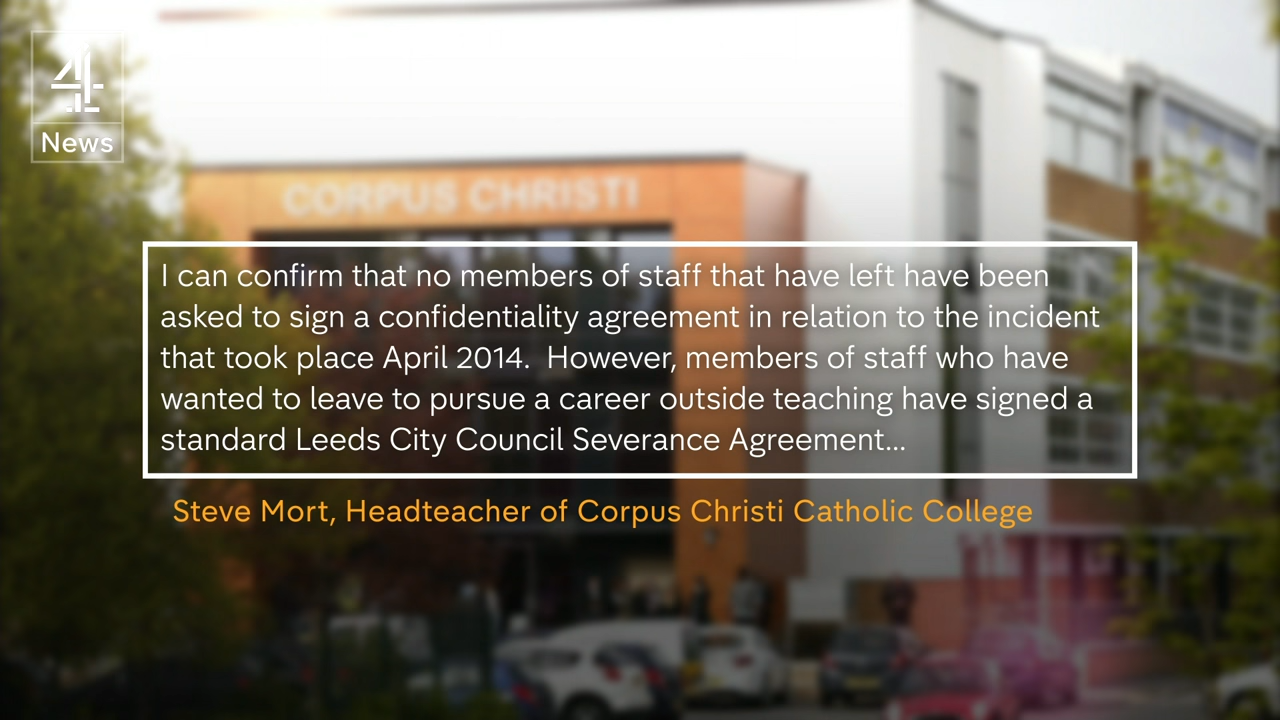 4
News
CORPUS CHRISTI
I can confirm that no members of staff that have left have been
asked to sign a confidentiality agreement in relation to the incident
that took place April 2014.  However, members of staff who have
wanted to leave to pursue a career outside teaching have signed a
standard Leeds City Council Severance Agreement...
Steve Mort, Headteacher of Corpus Christi Catholic College